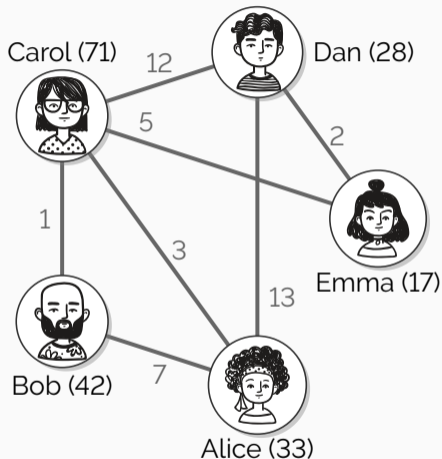 Carol (71)
12
Dan (28)
5
2
1
3
Emma (17)
13
Bob (42)
7
Alice (33)